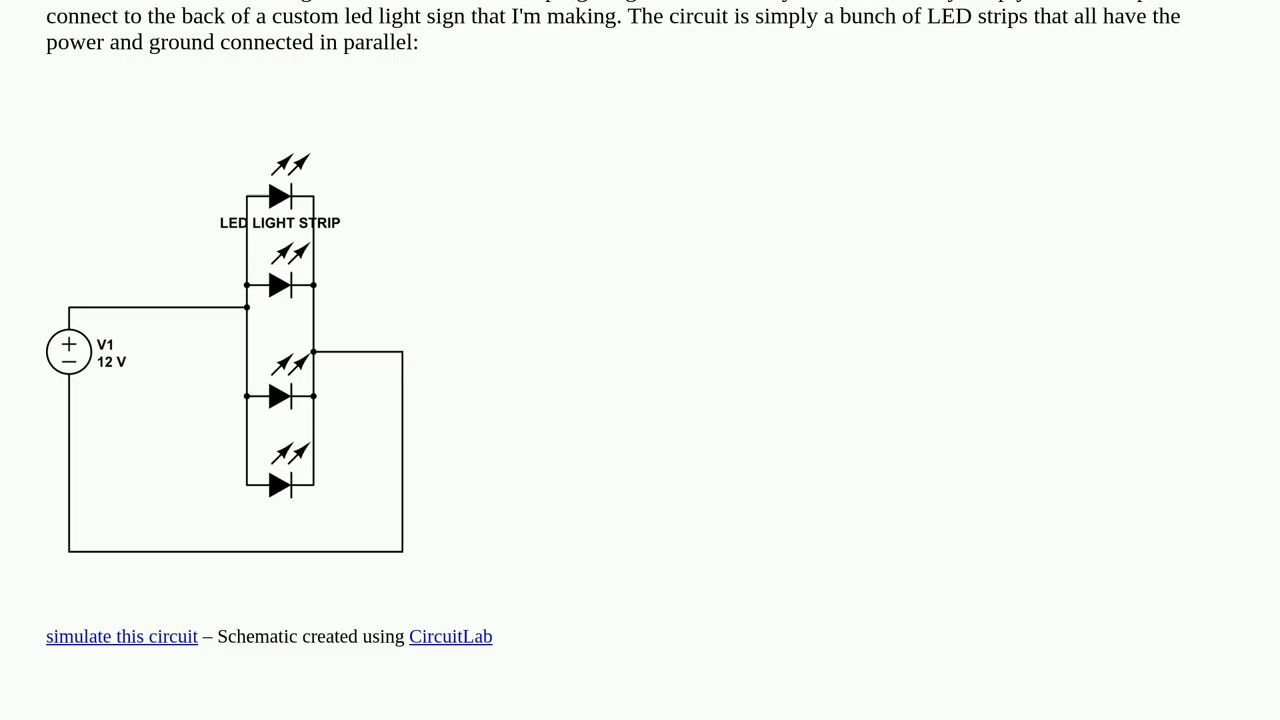 connect to the back of a custom led light sign that I'm making. The circuit is simply a bunch of LED strips that all have the
power and ground connected in parallel:
LED LIGHT STRIP
V1
12 V
simulate this circuit – Schematic created using CircuitLab